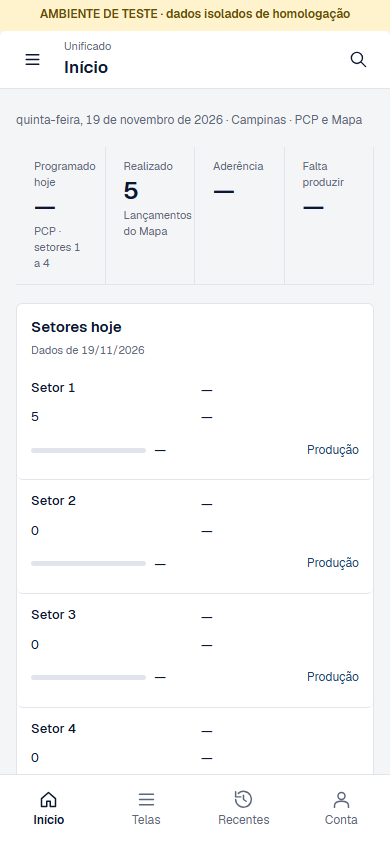 AMBIENTE DE TESTE · dados isolados de homologação
Unificado
Início
quinta-feira, 19 de novembro de 2026 · Campinas · PCP e Mapa
Programado hoje
—
PCP · setores 1 a 4
Realizado
5
Lançamentos do Mapa
Aderência
—
Falta produzir
—
Setores hoje
Dados de 19/11/2026
Setor 1 —
5 —
— Produção
Setor 2 —
0 —
— Produção
Setor 3 —
0 —
— Produção
Setor 4 —
0 —
Início Telas Recentes Conta